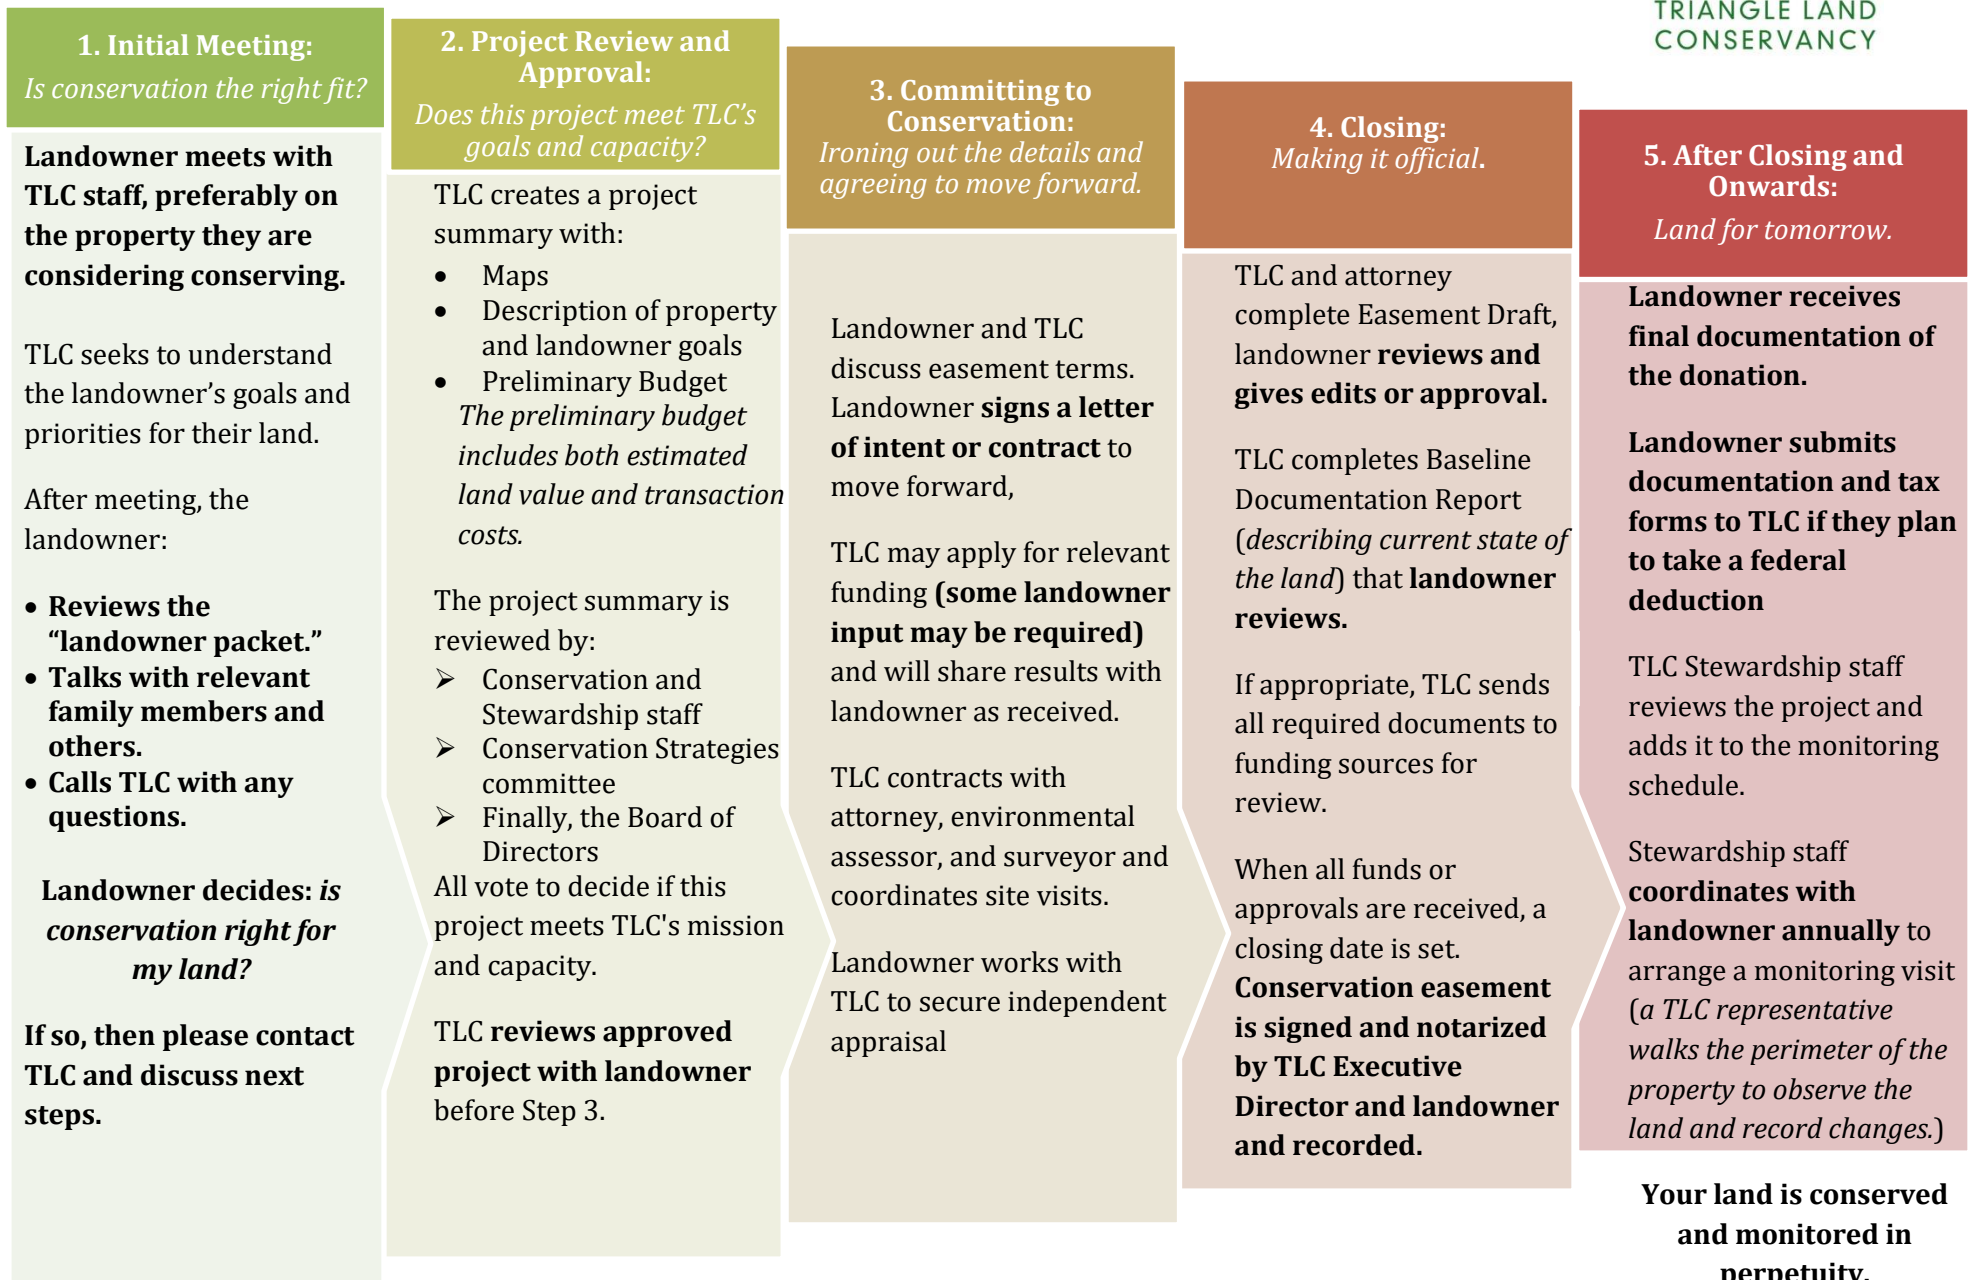 TRIANGLE LAND
CONSERVANCY
1. Initial Meeting:
Is conservation the right fit?
Landowner meets with
TLC staff, preferably on
the property they are
considering conserving.
TLC seeks to understand
the landowner’s goals and
priorities for their land.
After meeting, the
landowner:
• Reviews the
“landowner packet.”
• Talks with relevant
family members and
others.
• Calls TLC with any
questions.
Landowner decides: is
conservation right for
my land?
If so, then please contact
TLC and discuss next
steps.
2. Project Review and
Approval:
Does this project meet TLC’s
goals and capacity?
TLC creates a project
summary with:
• Maps
• Description of property
and landowner goals
• Preliminary Budget
The preliminary budget
includes both estimated
land value and transaction
costs.
The project summary is
reviewed by:
➢ Conservation and
Stewardship staff
➢ Conservation Strategies
committee
➢ Finally, the Board of
Directors
All vote to decide if this
project meets TLC's mission
and capacity.
TLC reviews approved
project with landowner
before Step 3.
3. Committing to
Conservation:
Ironing out the details and
agreeing to move forward.
Landowner and TLC
discuss easement terms.
Landowner signs a letter
of intent or contract to
move forward,
TLC may apply for relevant
funding (some landowner
input may be required)
and will share results with
landowner as received.
TLC contracts with
attorney, environmental
assessor, and surveyor and
coordinates site visits.
Landowner works with
TLC to secure independent
appraisal
4. Closing:
Making it official.
TLC and attorney
complete Easement Draft,
landowner reviews and
gives edits or approval.
TLC completes Baseline
Documentation Report
(describing current state of
the land) that landowner
reviews.
If appropriate, TLC sends
all required documents to
funding sources for
review.
When all funds or
approvals are received, a
closing date is set.
Conservation easement
is signed and notarized
by TLC Executive
Director and landowner
and recorded.
5. After Closing and
Onwards:
Land for tomorrow.
Landowner receives
final documentation of
the donation.
Landowner submits
documentation and tax
forms to TLC if they plan
to take a federal
deduction
TLC Stewardship staff
reviews the project and
adds it to the monitoring
schedule.
Stewardship staff
coordinates with
landowner annually to
arrange a monitoring visit
(a TLC representative
walks the perimeter of the
property to observe the
land and record changes.)
Your land is conserved
and monitored in
perpetuity.